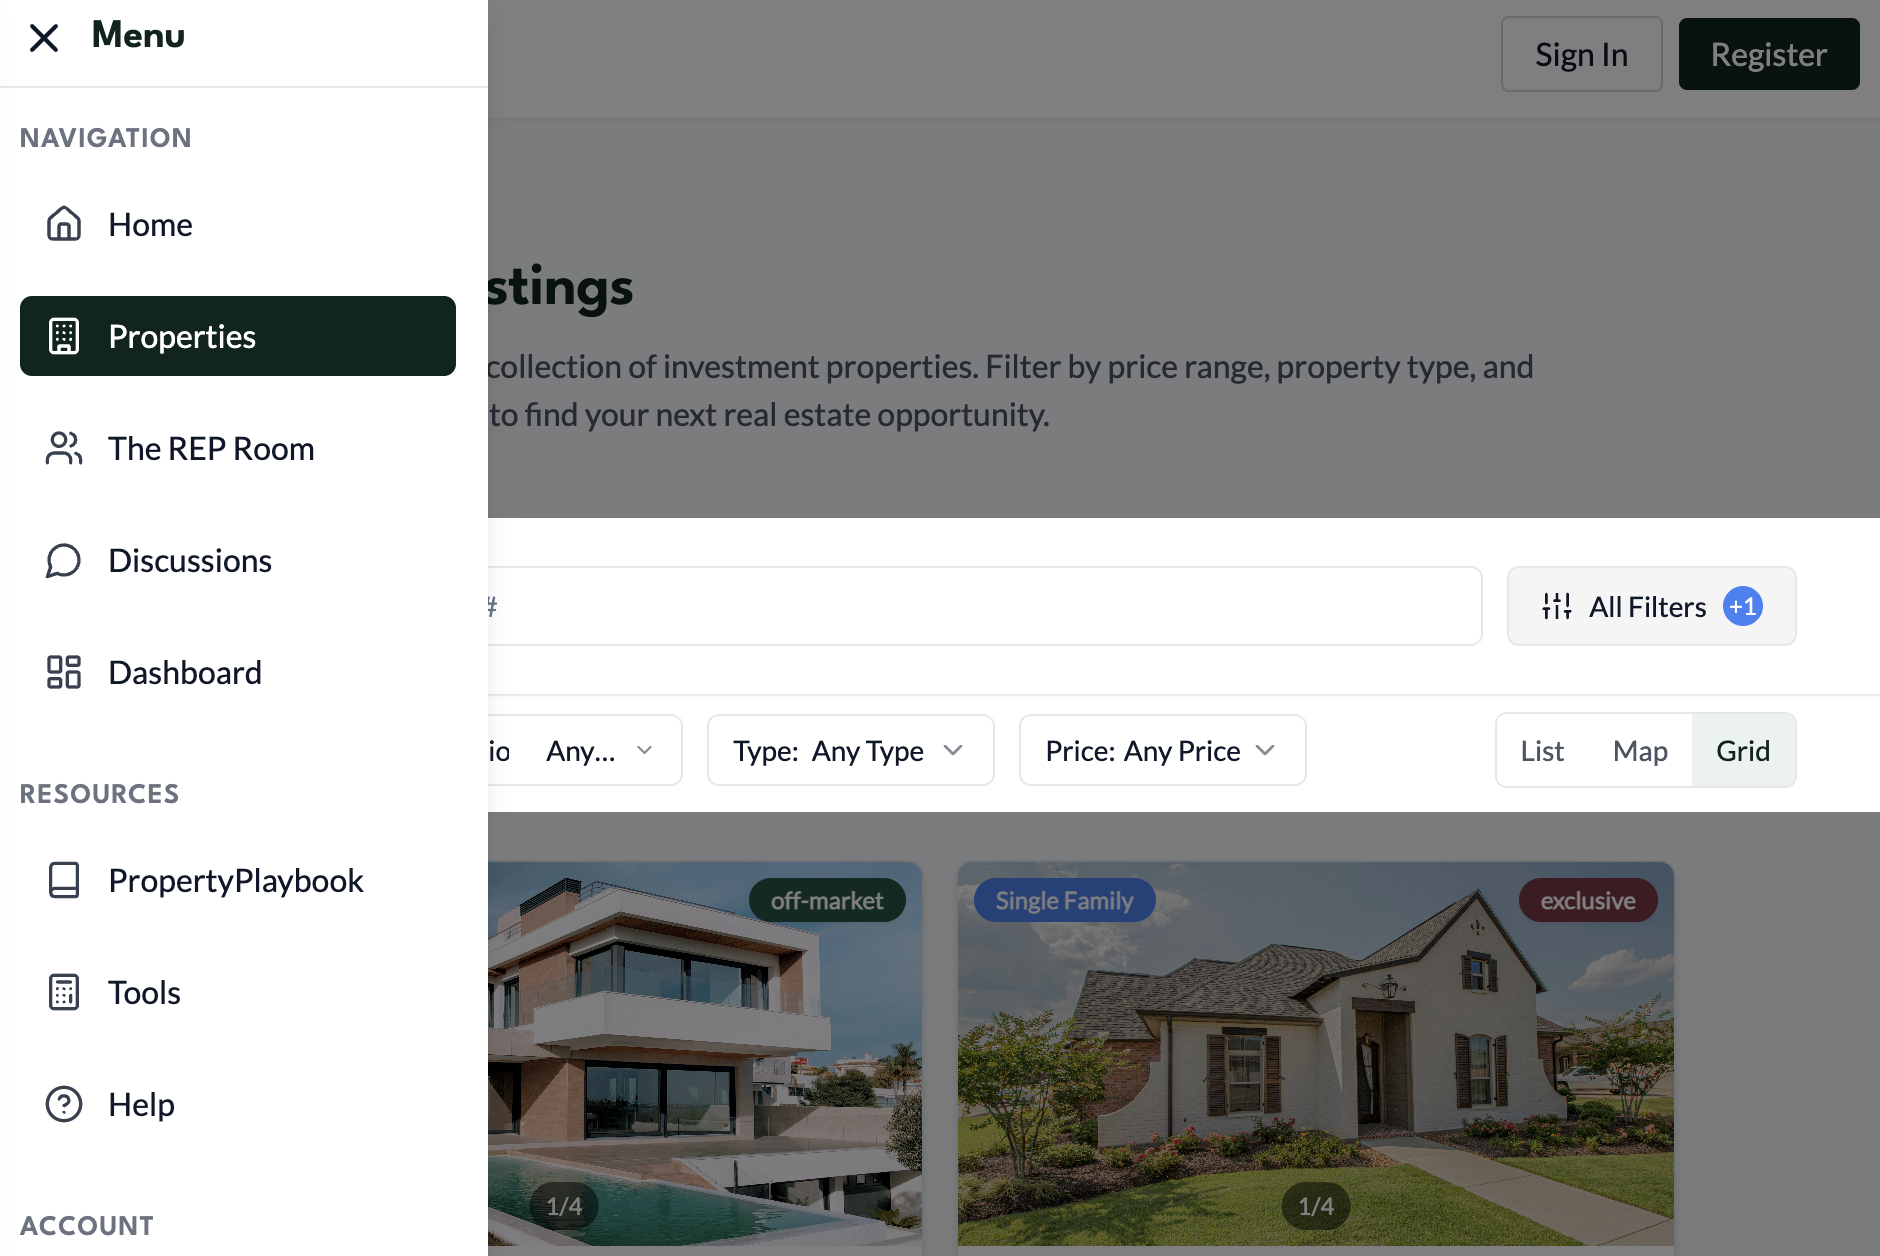 Menu
Sign In
Register
NAVIGATION
Home
Properties
The REP Room
Discussions
Dashboard
RESOURCES
PropertyPlaybook
Tools
Help
ACCOUNT
stings
collection of investment properties. Filter by price range, property type, and
to find your next real estate opportunity.
#
All Filters +1
io Any...
Type: Any Type
Price: Any Price
List Map Grid
off-market
1/4
Single Family
exclusive
1/4